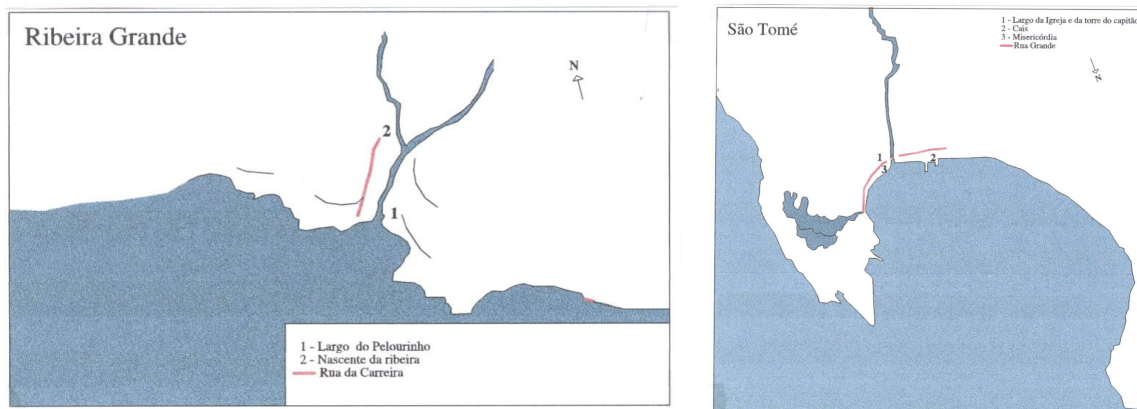 Ribeira Grande
N
2
1
1 - Largo do Pelourinho
2 - Nascente da ribeira
Rua da Carreira
São Tomé
1 - Largo da Igreja e da torre do capitão
2 - Cais
3 - Misericórdia
Rua Grande
N
1
2
3